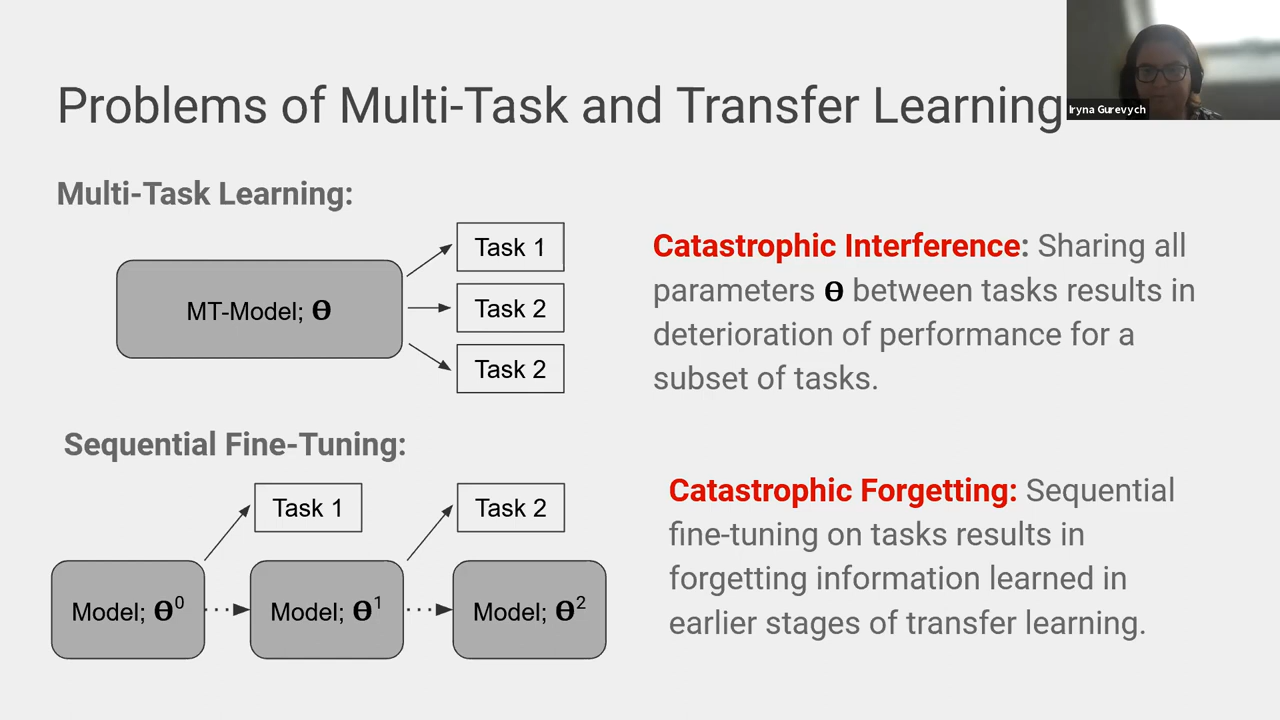 Problems of Multi-Task and Transfer Learning
Iryna Gurevych
Multi-Task Learning:
MT-Model; Θ
Task 1
Task 2
Task 2
Catastrophic Interference: Sharing all
parameters Θ between tasks results in
deterioration of performance for a
subset of tasks.
Sequential Fine-Tuning:
Task 1
Task 2
Model; Θ⁰
Model; Θ¹
Model; Θ²
Catastrophic Forgetting: Sequential
fine-tuning on tasks results in
forgetting information learned in
earlier stages of transfer learning.